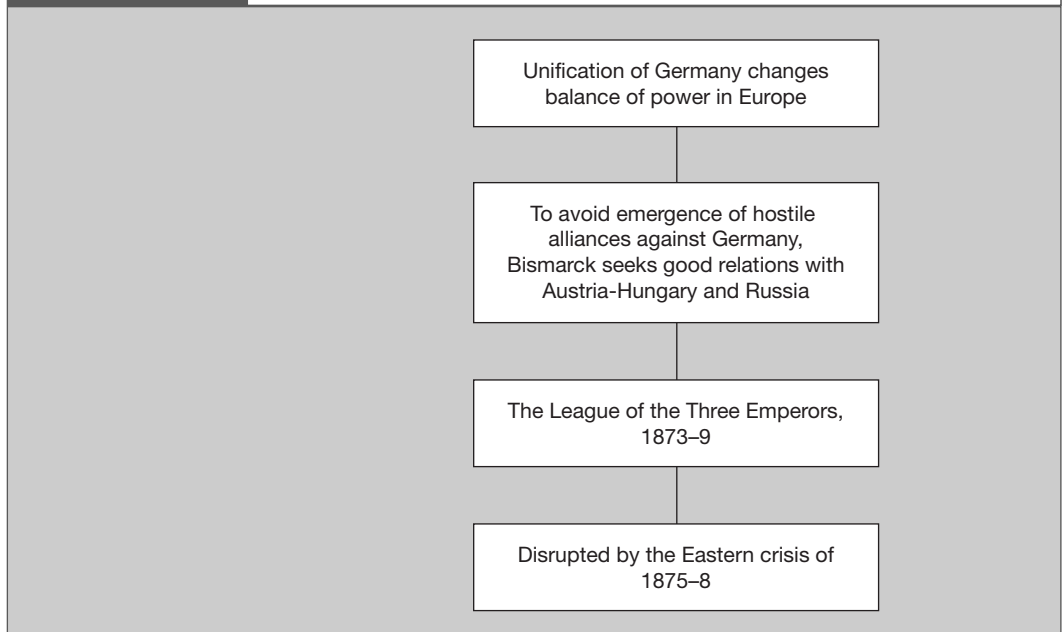 Unification of Germany changes
balance of power in Europe
To avoid emergence of hostile
alliances against Germany,
Bismarck seeks good relations with
Austria-Hungary and Russia
The League of the Three Emperors,
1873–9
Disrupted by the Eastern crisis of
1875–8